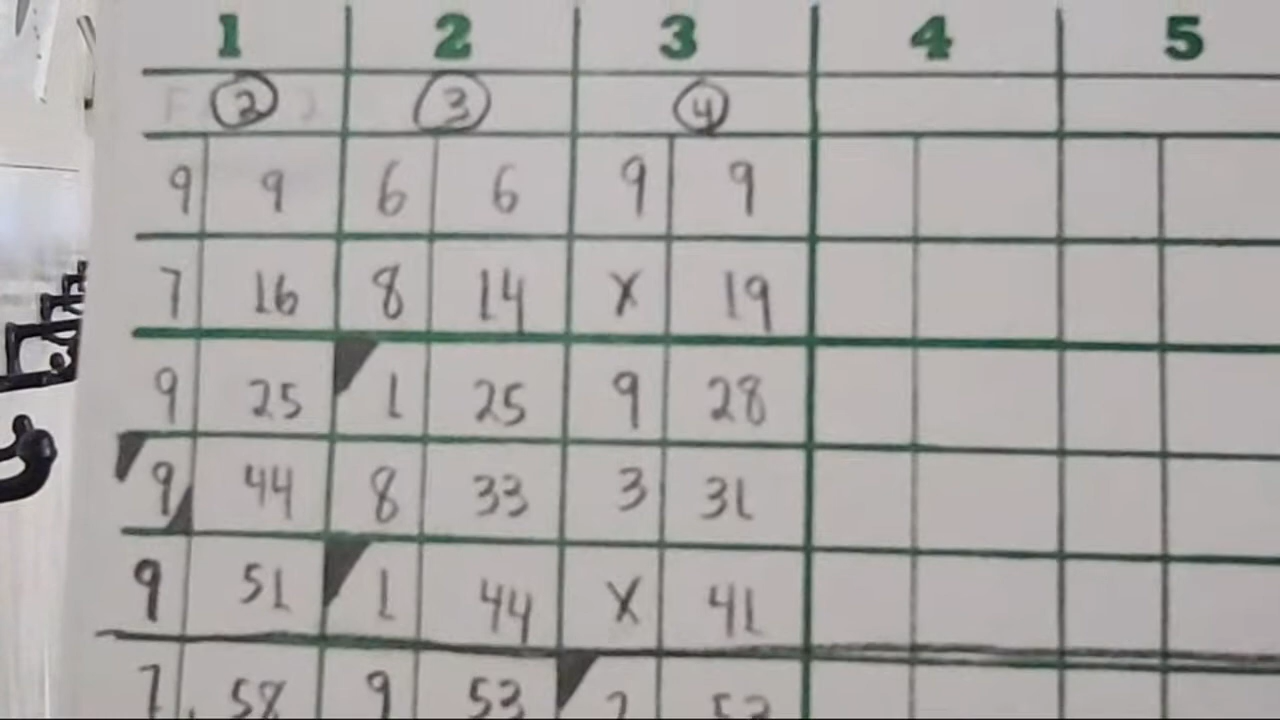 1 2 3 4 5
2 3 4
9 9 6 6 9 9
7 16 8 14 X 19
9 25 1 25 9 28
9 44 8 33 3 31
9 51 1 44 X 41
7 58 9 53